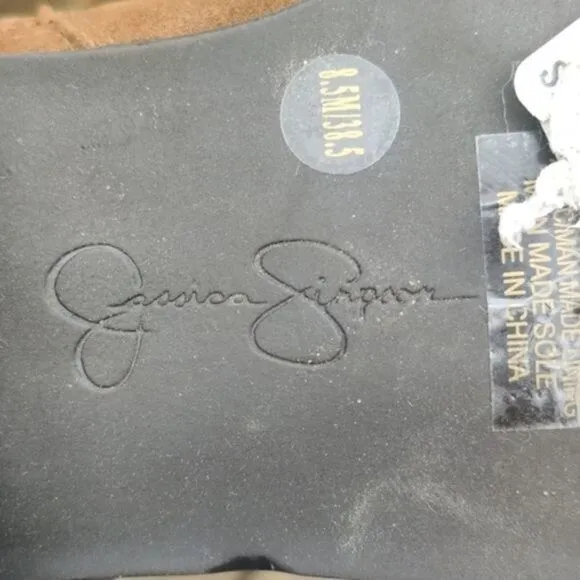 8.5M/38.5
Jessica Simpson
MAN MADE SOLE
MADE IN CHINA